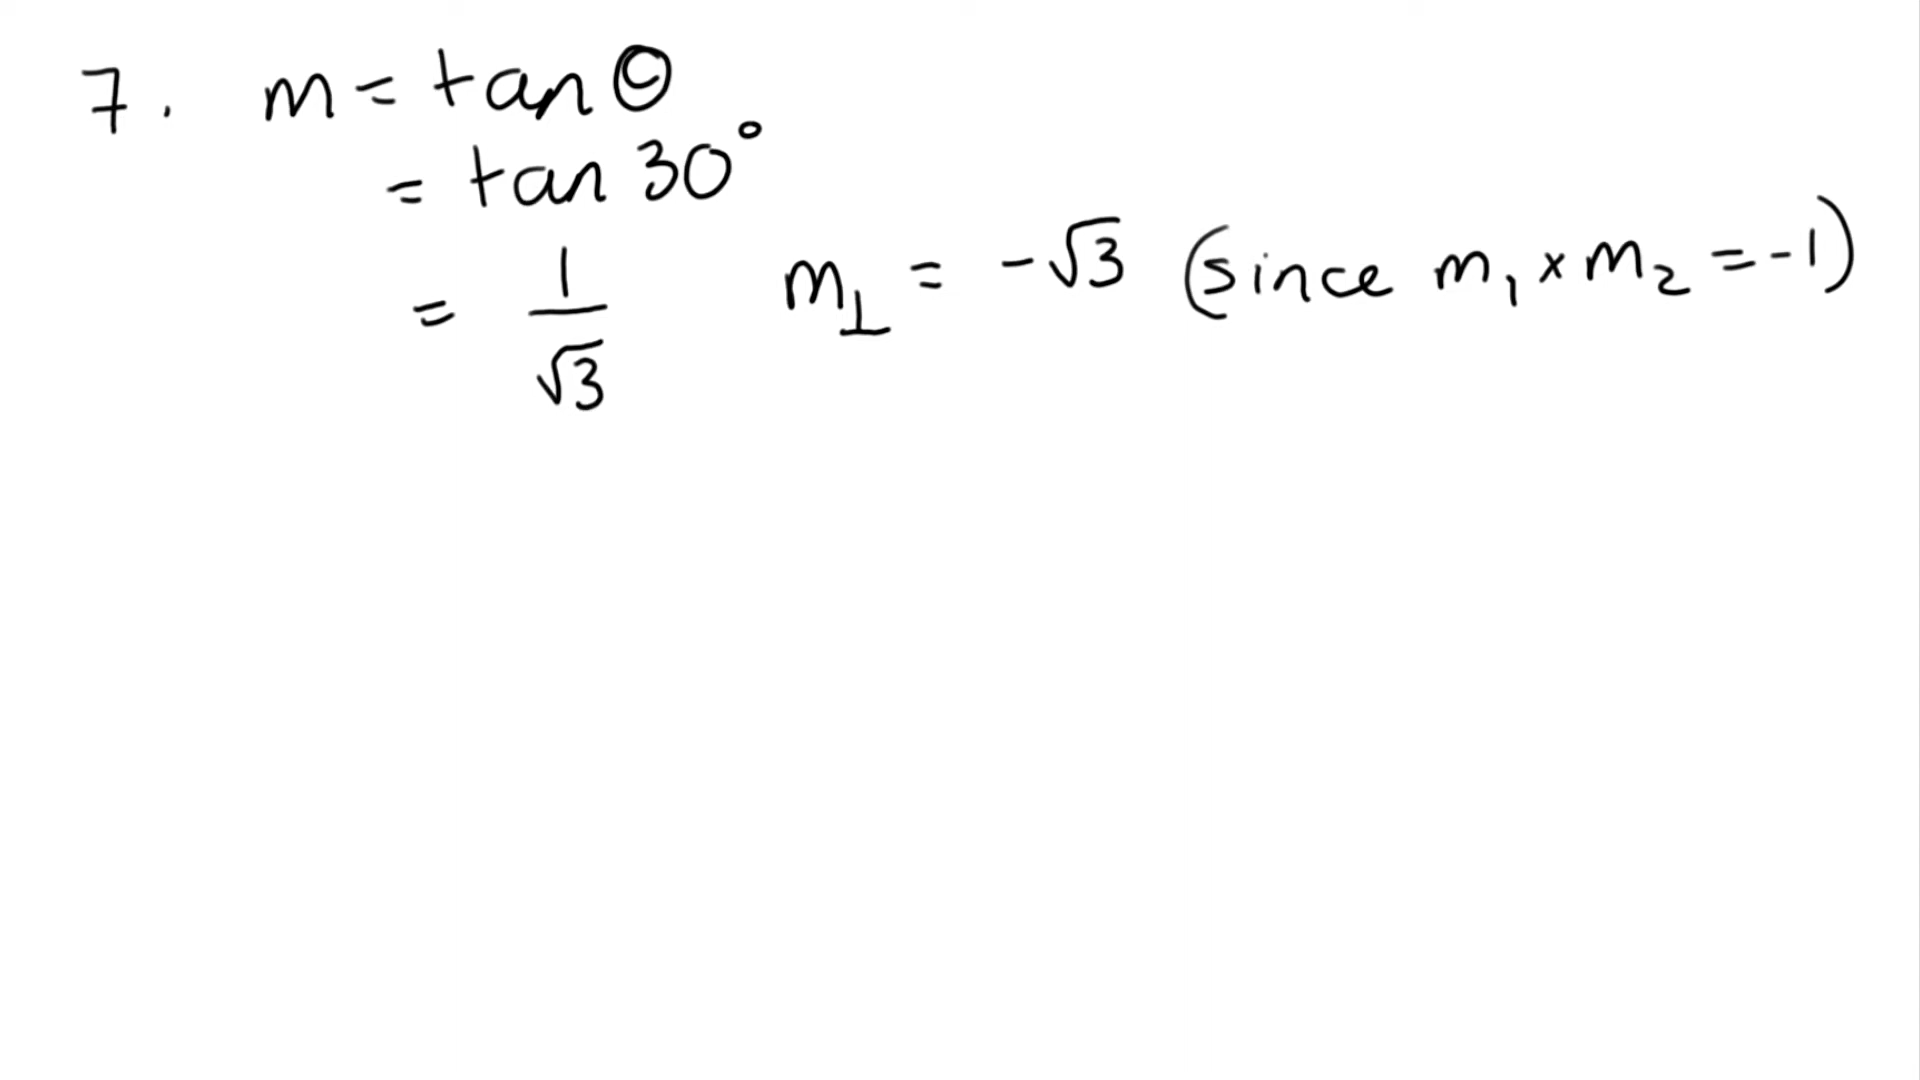 7. m = tan θ
= tan 30°
= 1/√3 m⊥ = -√3 (since m₁ × m₂ = -1)